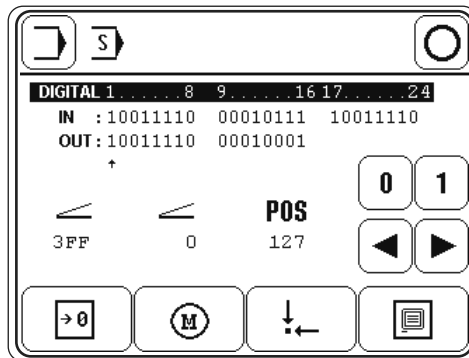 S
DIGITAL 1......8 9......16 17......24
IN :10011110 00010111 10011110
OUT:10011110 00010001
0 1
POS
3FF 0 127
→0 M